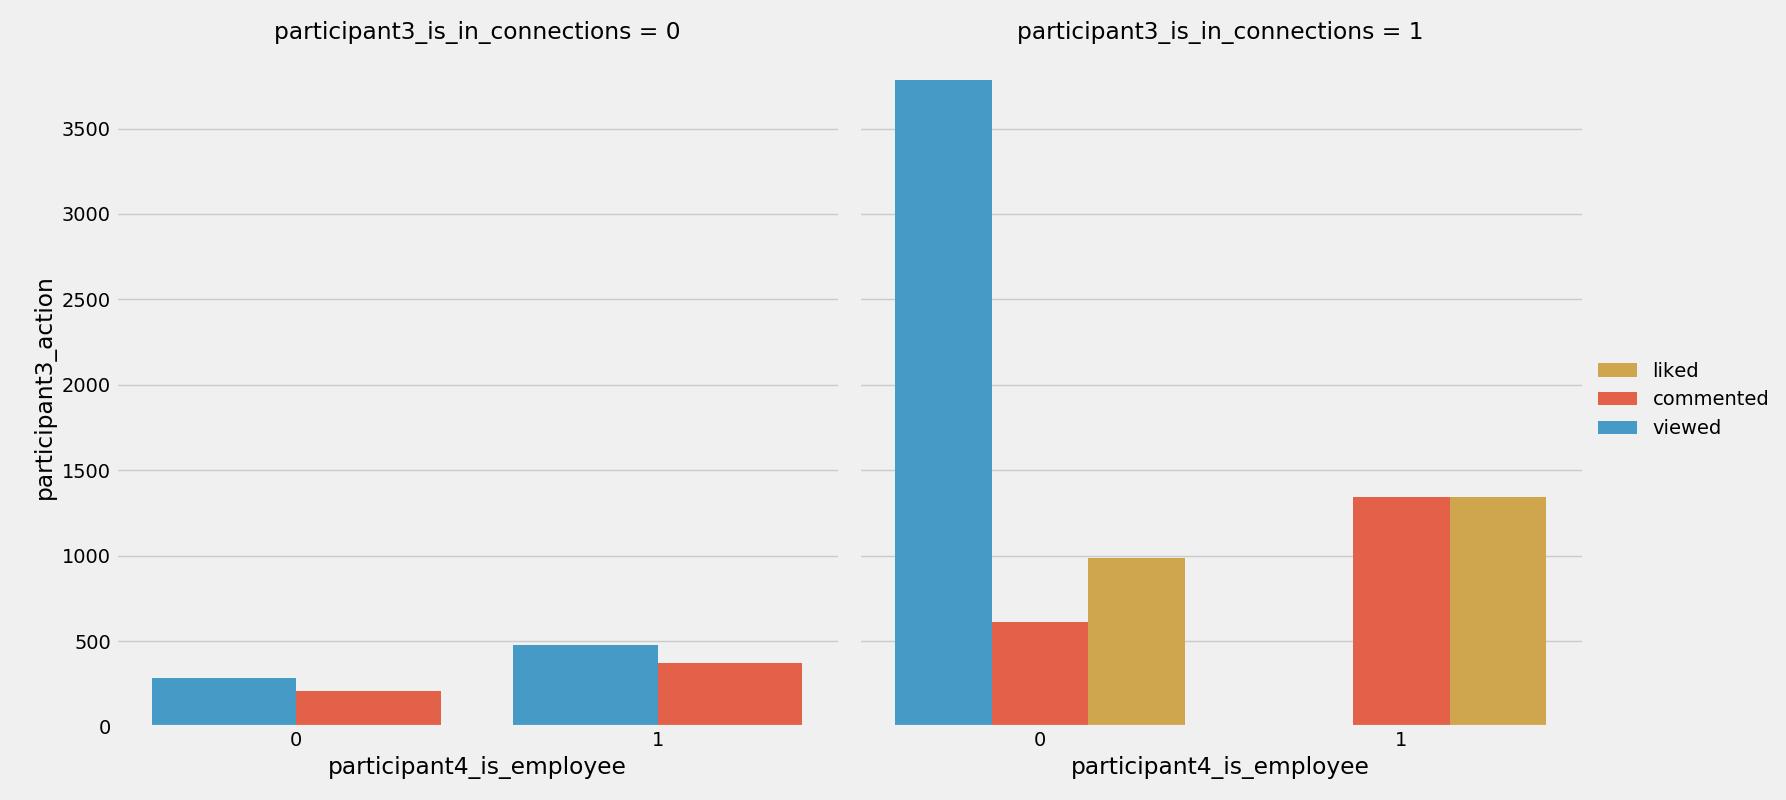 participant3_is_in_connections = 0
participant3_is_in_connections = 1
participant3_action
3500
3000
2500
2000
1500
1000
500
0
0 1
0 1
participant4_is_employee
participant4_is_employee
liked
commented
viewed